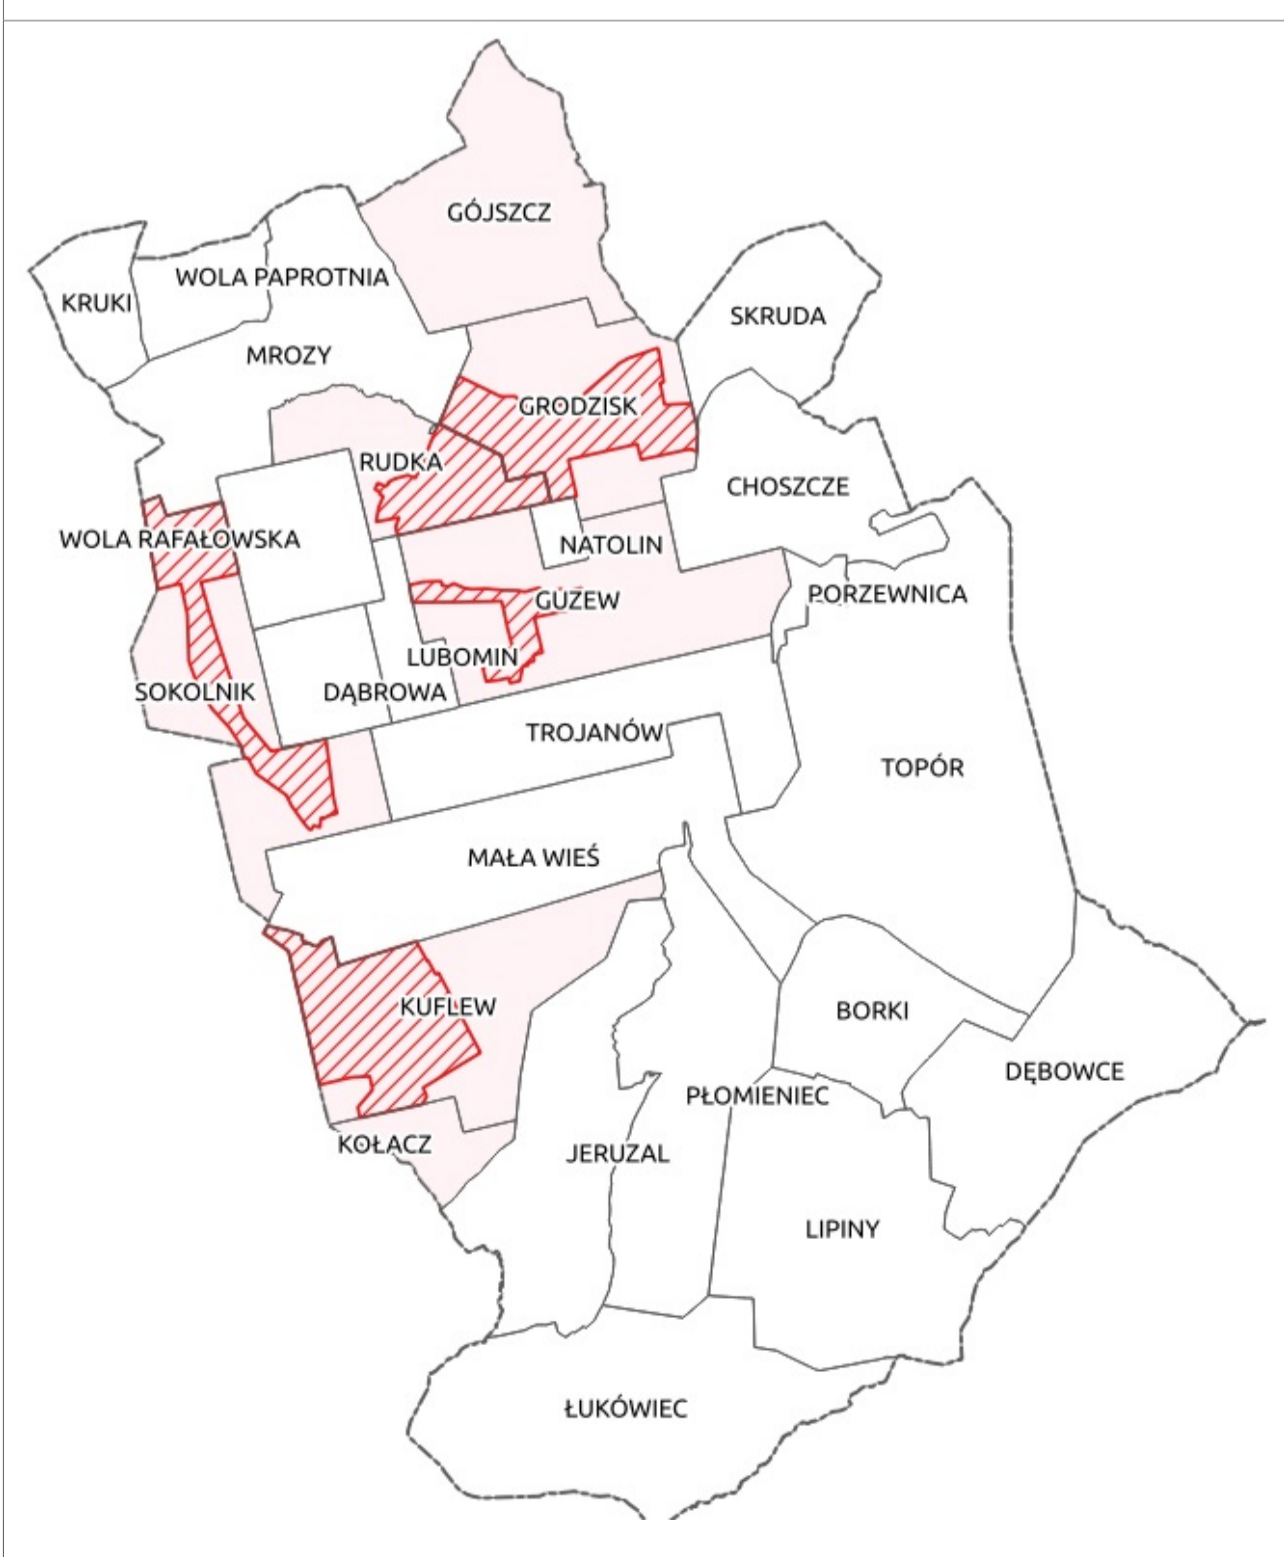 GÓJSZCZ
WOLA PAPROTNIA
KRUKI
SKRUDA
MROZY
GRODZISK
RUDKA
CHOSZCZE
WOLA RAFAŁOWSKA
NATOLIN
PORZEWNICA
GUZEW
LUBOMIN
SOKOLNIK
DĄBROWA
TROJANÓW
TOPÓR
MAŁA WIEŚ
KUFLEW
BORKI
DĘBOWCE
PŁOMIENIEC
KOŁACZ
JERUZAL
LIPINY
ŁUKÓWIEC